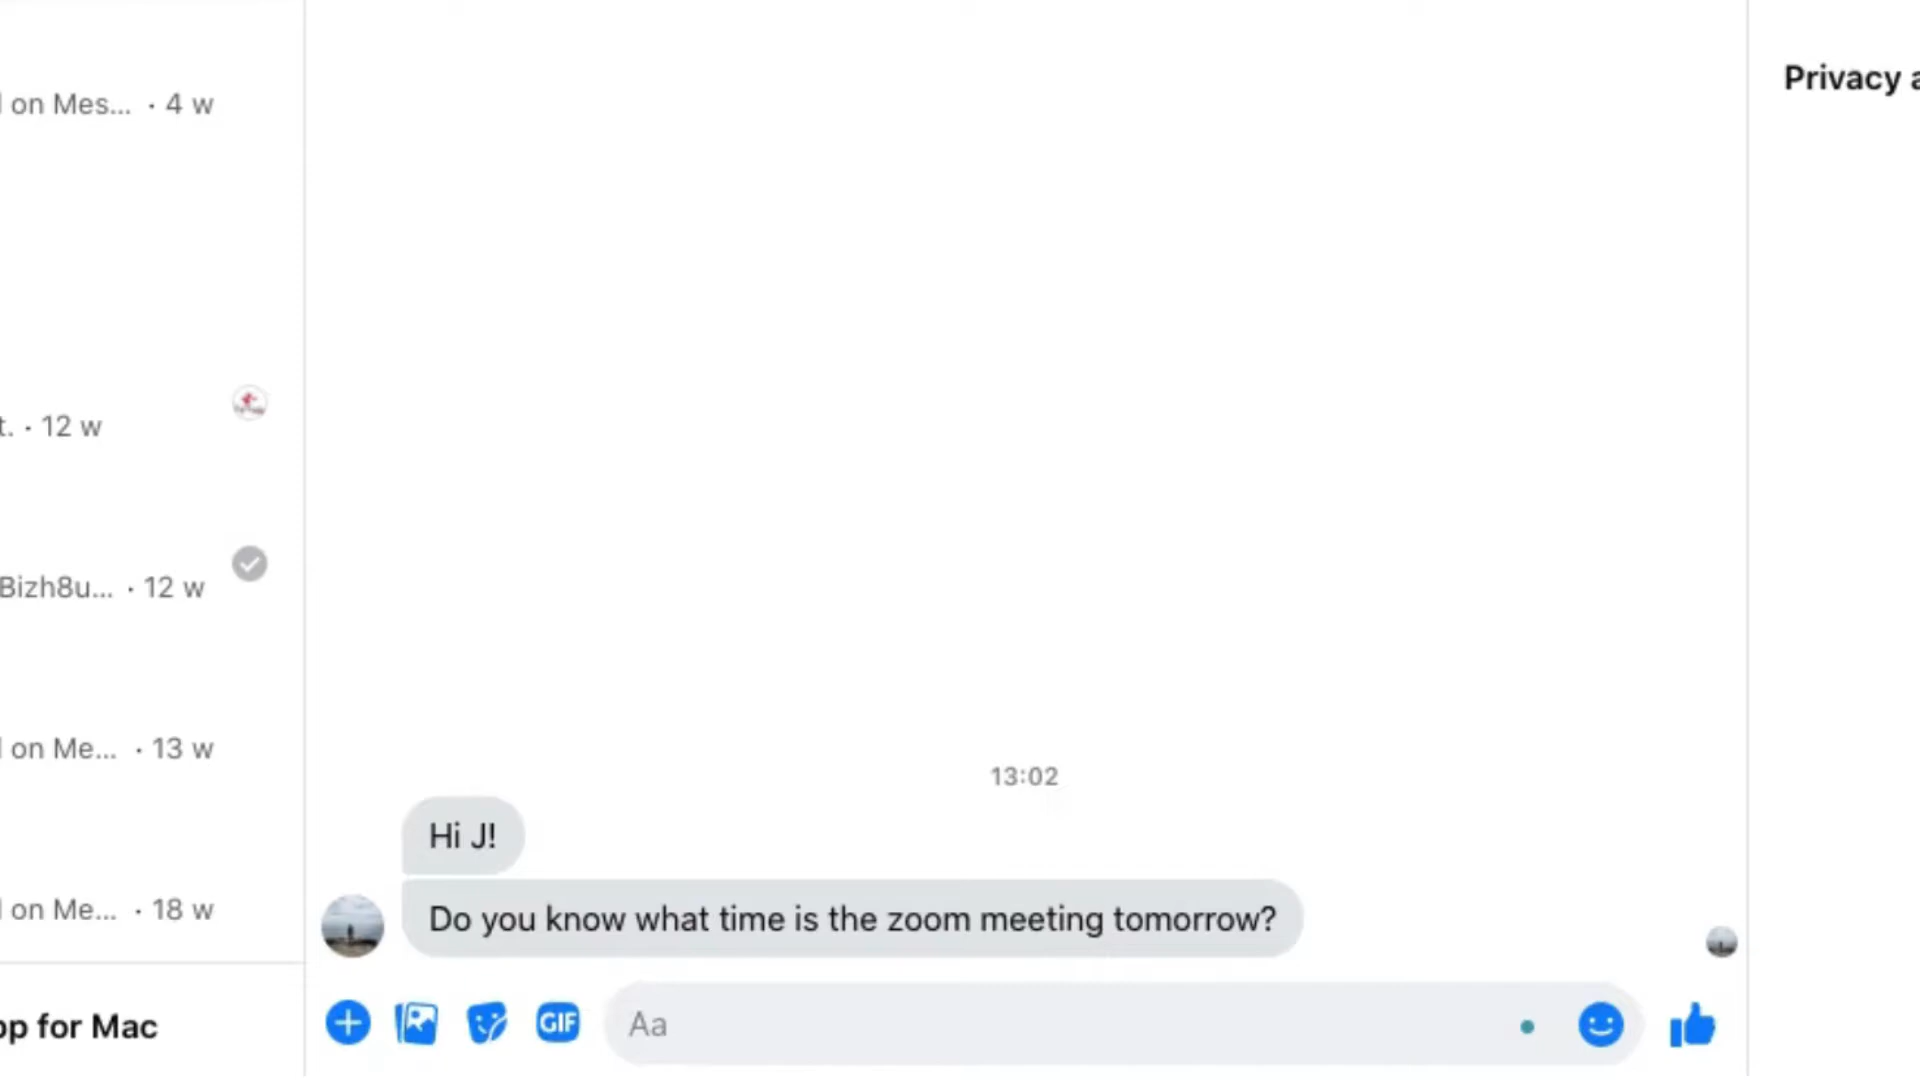 on Mes... · 4 w
Privacy
t. · 12 w
Bizh8u... · 12 w
on Me... · 13 w
13:02
Hi J!
Do you know what time is the zoom meeting tomorrow?
on Me... · 18 w
GIF
Aa
for Mac